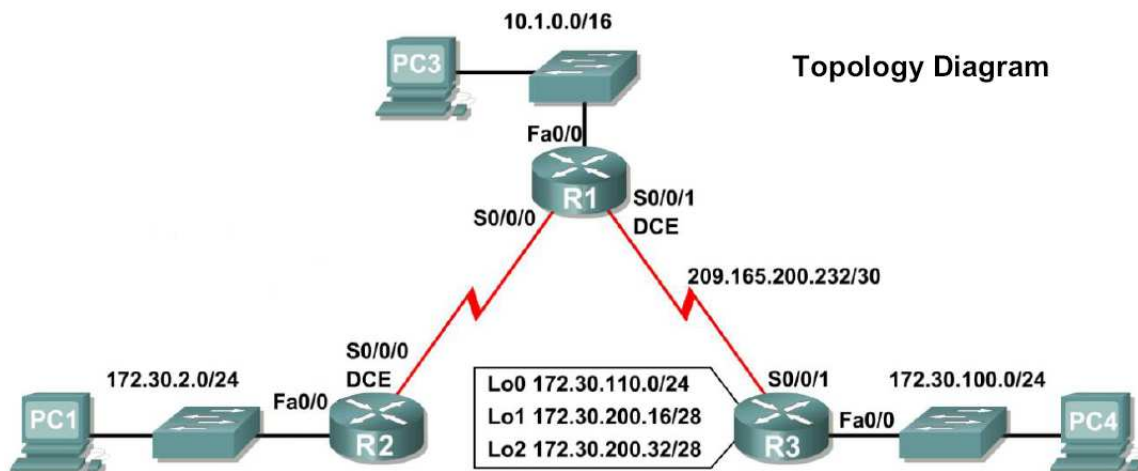 10.1.0.0/16
Topology Diagram
PC3
Fa0/0
R1
S0/0/0
S0/0/1
DCE
209.165.200.232/30
S0/0/0
DCE
172.30.2.0/24
Fa0/0
PC1
R2
Lo0 172.30.110.0/24
Lo1 172.30.200.16/28
Lo2 172.30.200.32/28
S0/0/1
172.30.100.0/24
Fa0/0
R3
PC4